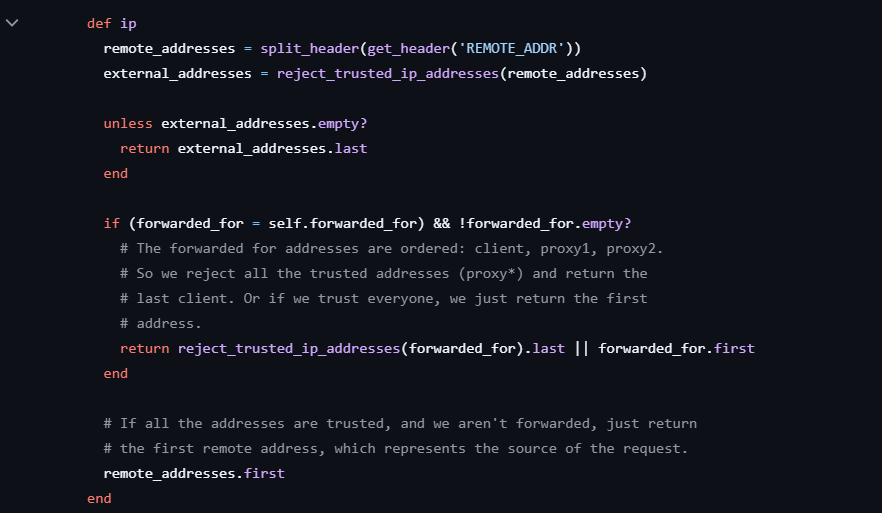 def ip
  remote_addresses = split_header(get_header('REMOTE_ADDR'))
  external_addresses = reject_trusted_ip_addresses(remote_addresses)

  unless external_addresses.empty?
    return external_addresses.last
  end

  if (forwarded_for = self.forwarded_for) && !forwarded_for.empty?
    # The forwarded for addresses are ordered: client, proxy1, proxy2.
    # So we reject all the trusted addresses (proxy*) and return the
    # last client. Or if we trust everyone, we just return the first
    # address.
    return reject_trusted_ip_addresses(forwarded_for).last || forwarded_for.first
  end

  # If all the addresses are trusted, and we aren't forwarded, just return
  # the first remote address, which represents the source of the request.
  remote_addresses.first
end